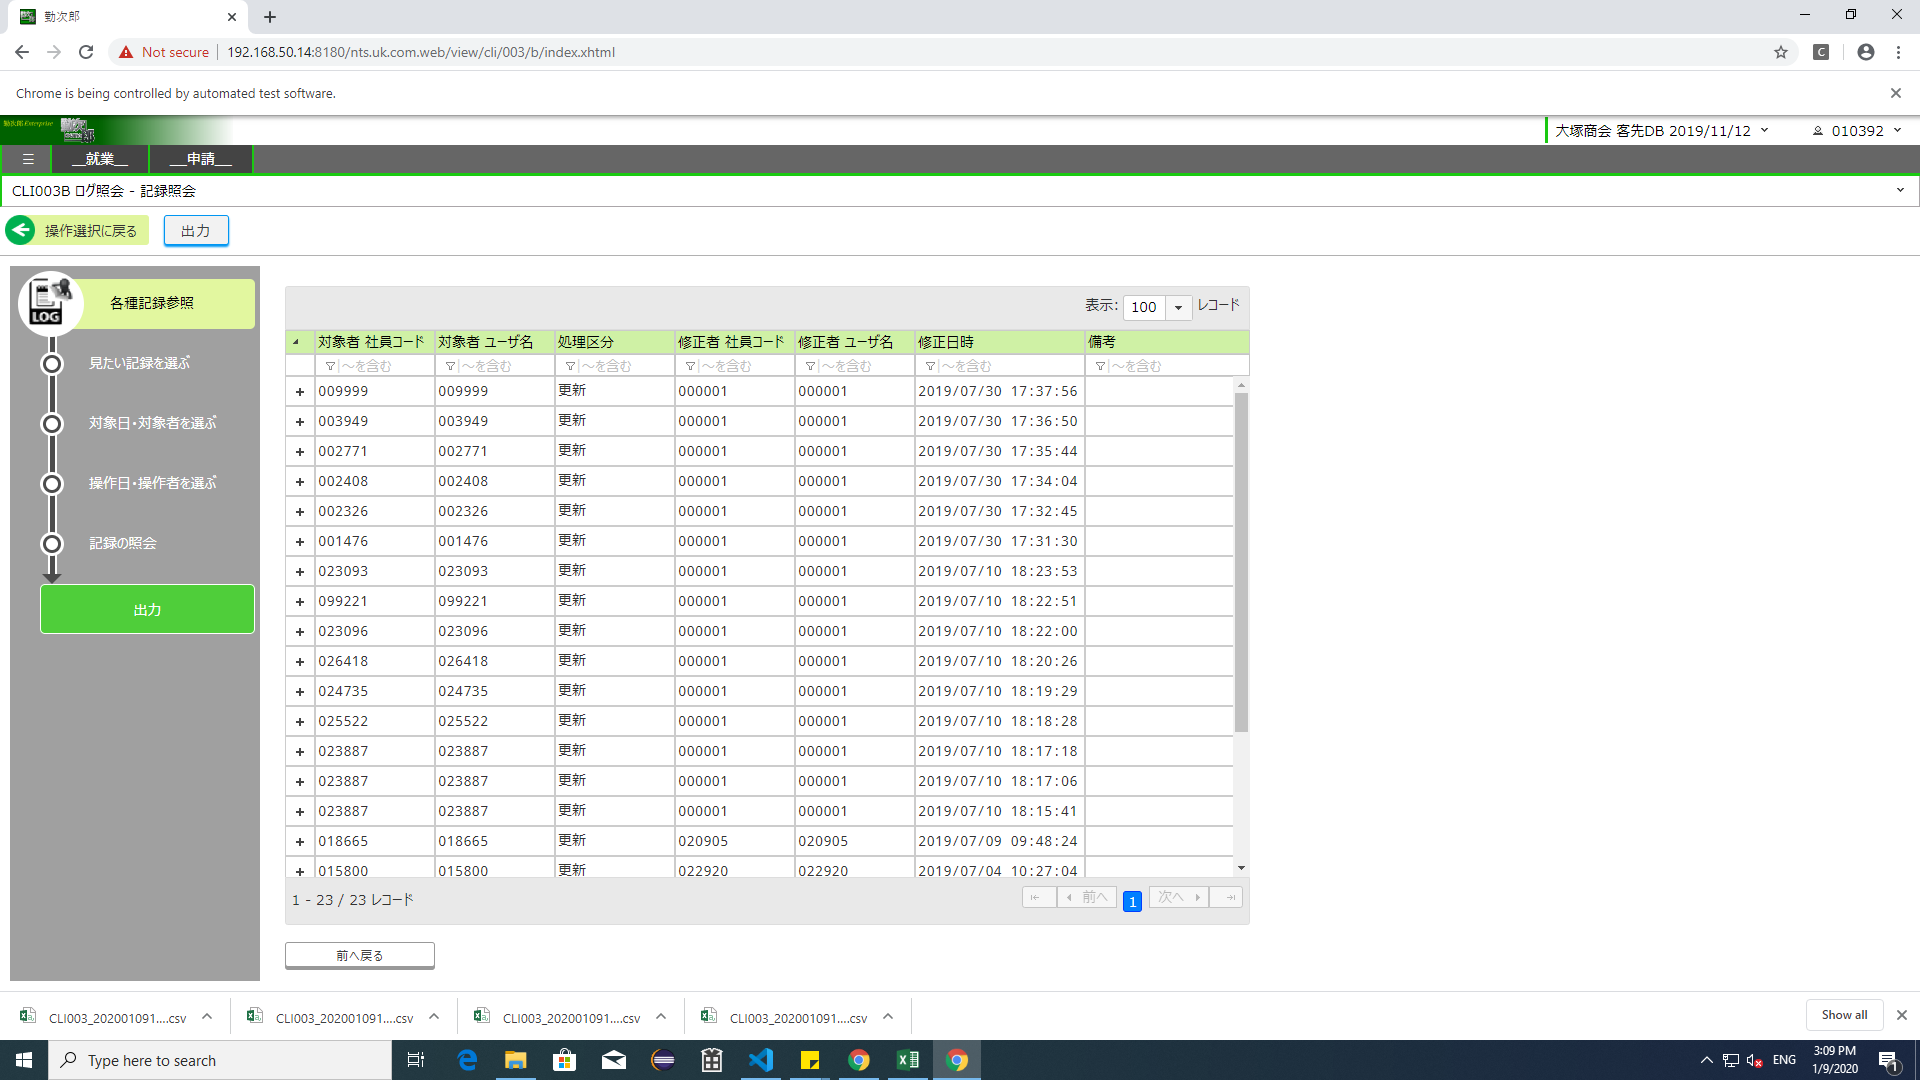 勤次郎
Not secure
192.168.50.14:8180/nts.uk.com.web/view/cli/003/b/index.xhtml
Chrome is being controlled by automated test software.
大塚商会 客先DB 2019/11/12
010392
__就業__
__申請__
CLI003B ログ照会 - 記録照会
操作選択に戻る
出力
LOG
各種記録参照
見たい記録を選ぶ
対象日・対象者を選ぶ
操作日・操作者を選ぶ
記録の照会
出力
表示: 100 レコード
対象者 社員コード 対象者 ユーザ名 処理区分 修正者 社員コード 修正者 ユーザ名 修正日時 備考
～を含む ～を含む ～を含む ～を含む ～を含む ～を含む ～を含む
+ 009999 009999 更新 000001 000001 2019/07/30 17:37:56
+ 003949 003949 更新 000001 000001 2019/07/30 17:36:50
+ 002771 002771 更新 000001 000001 2019/07/30 17:35:44
+ 002408 002408 更新 000001 000001 2019/07/30 17:34:04
+ 002326 002326 更新 000001 000001 2019/07/30 17:32:45
+ 001476 001476 更新 000001 000001 2019/07/30 17:31:30
+ 023093 023093 更新 000001 000001 2019/07/10 18:23:53
+ 099221 099221 更新 000001 000001 2019/07/10 18:22:51
+ 023096 023096 更新 000001 000001 2019/07/10 18:22:00
+ 026418 026418 更新 000001 000001 2019/07/10 18:20:26
+ 024735 024735 更新 000001 000001 2019/07/10 18:19:29
+ 025522 025522 更新 000001 000001 2019/07/10 18:18:28
+ 023887 023887 更新 000001 000001 2019/07/10 18:17:18
+ 023887 023887 更新 000001 000001 2019/07/10 18:17:06
+ 023887 023887 更新 000001 000001 2019/07/10 18:15:41
+ 018665 018665 更新 020905 020905 2019/07/09 09:48:24
+ 015800 015800 更新 022920 022920 2019/07/04 10:27:04
1 - 23 / 23 レコード
前へ 1 次へ
前へ戻る
CLI003_202001091....csv
CLI003_202001091....csv
CLI003_202001091....csv
CLI003_202001091....csv
Show all
Type here to search
ENG
3:09 PM
1/9/2020
1